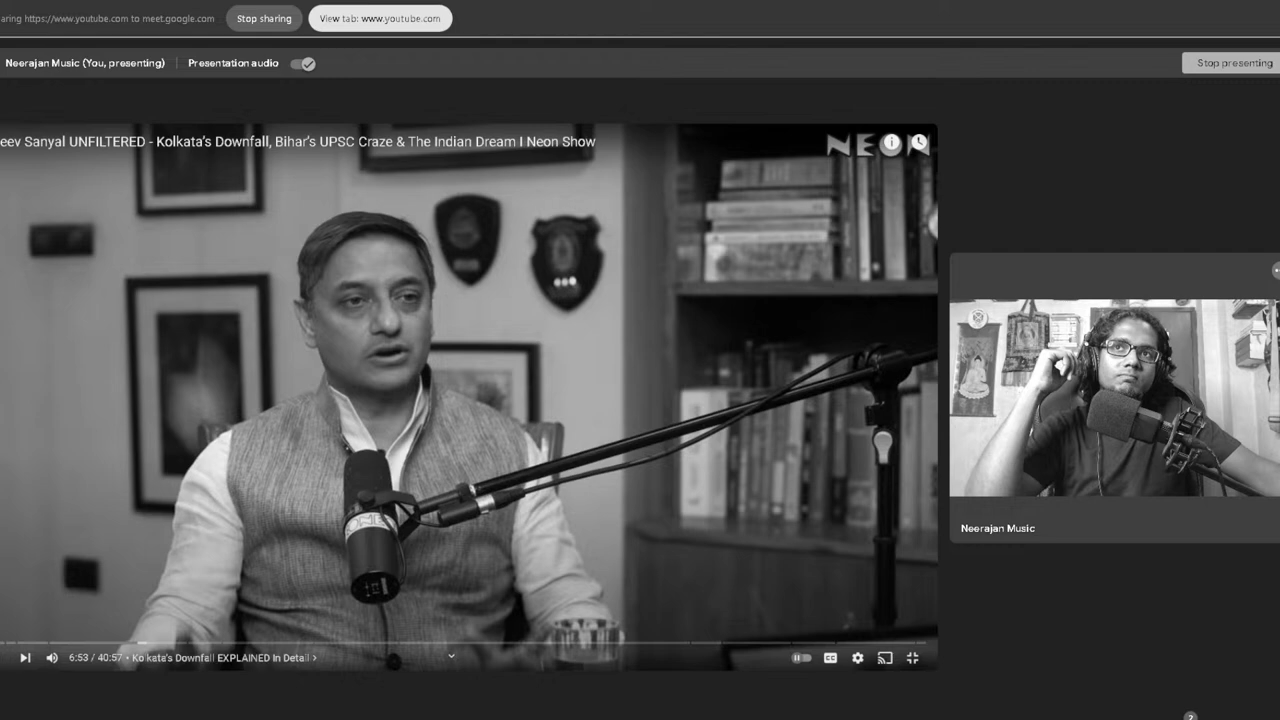 aring https://www.youtube.com to meet.google.com
Stop sharing
View tab: www.youtube.com
Neerajan Music (You, presenting)
Presentation audio
Stop presenting
eev Sanyal UNFILTERED - Kolkata's Downfall, Bihar's UPSC Craze & The Indian Dream I Neon Show
NEON
Neerajan Music
6:53 / 40:57 • Kolkata's Downfall EXPLAINED In Detail >
CC